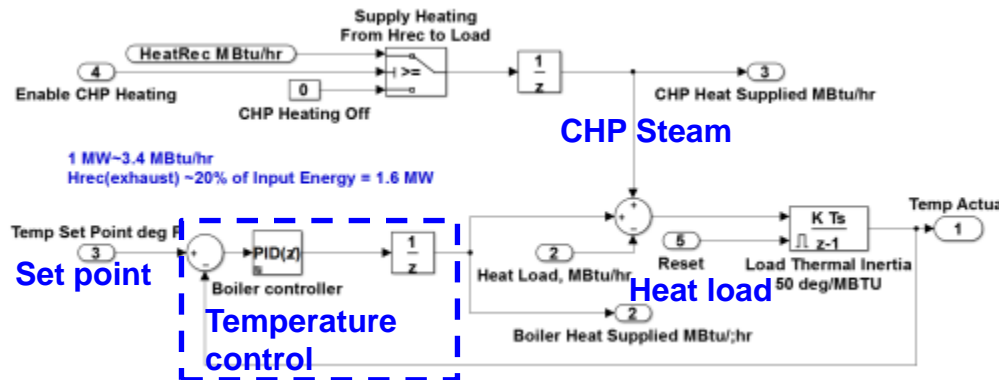 Supply Heating
From Hrec to Load
HeatRec MBtu/hr
4
Enable CHP Heating
>=
0
CHP Heating Off
1
z
3
CHP Heat Supplied MBtu/hr
CHP Steam
1 MW~3.4 MBtu/hr
Hrec(exhaust) ~20% of Input Energy = 1.6 MW
Temp Set Point deg F
3
Set point
+
−
PID(z)
Boiler controller
1
z
Temperature
control
+
+
−
2
Heat Load, MBtu/hr
5
Reset
Heat load
K Ts
z-1
Load Thermal Inertia
50 deg/MBTU
Temp Actua
1
2
Boiler Heat Supplied MBtu/;hr